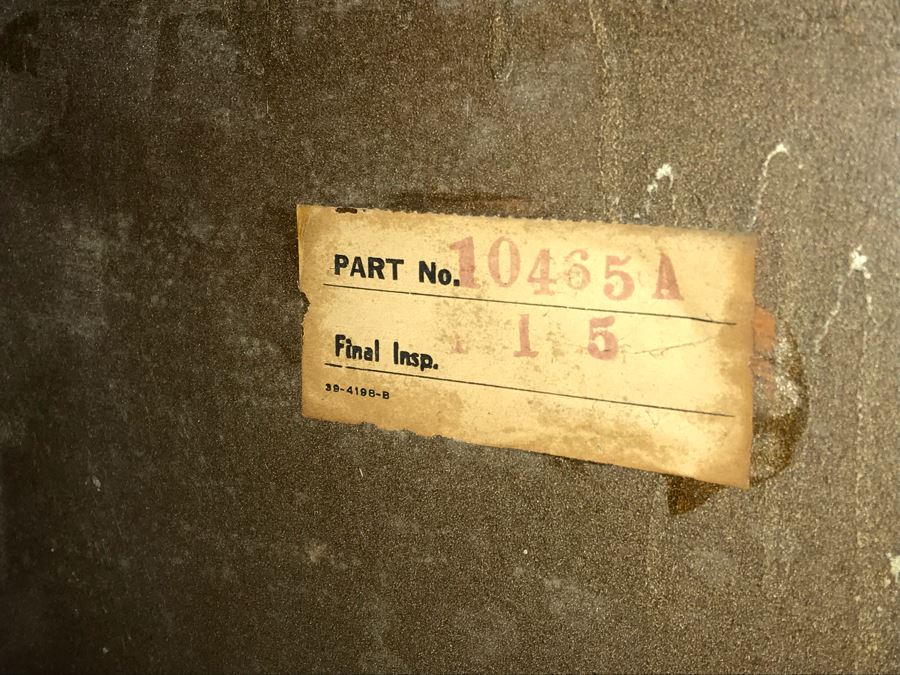 PART No. 10465A
Final Insp. 1 5
39-4198-B